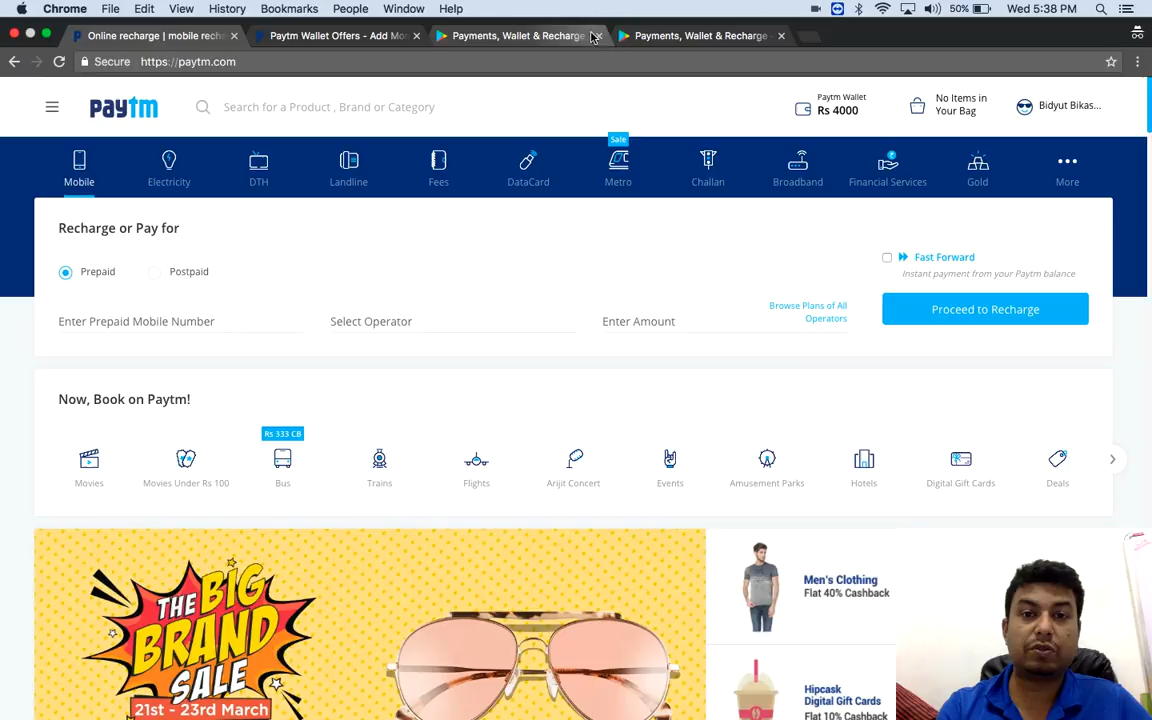 Chrome File Edit View History Bookmarks People Window Help 50% Wed 5:38 PM
Online recharge | mobile rech Paytm Wallet Offers - Add Mo Payments, Wallet & Recharge Payments, Wallet & Recharge
Secure https://paytm.com
paytm Search for a Product , Brand or Category
Paytm Wallet
Rs 4000
No Items in
Your Bag
Bidyut Bikas...
Sale
Mobile Electricity DTH Landline Fees DataCard Metro Challan Broadband Financial Services Gold More
Recharge or Pay for
Prepaid Postpaid
Fast Forward
Instant payment from your Paytm balance
Enter Prepaid Mobile Number Select Operator Enter Amount
Browse Plans of All
Operators
Proceed to Recharge
Now, Book on Paytm!
Rs 333 CB
Movies Movies Under Rs 100 Bus Trains Flights Arijit Concert Events Amusement Parks Hotels Digital Gift Cards Deals
THE BIG
BRAND
SALE
21st - 23rd March
Men's Clothing
Flat 40% Cashback
Hipcask
Digital Gift Cards
Flat 10% Cashback